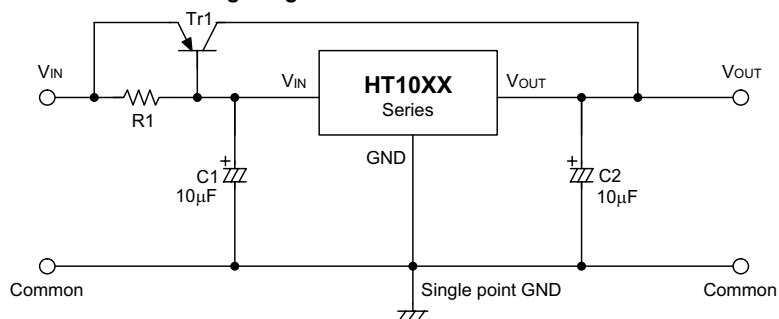 Tr1
VIN
R1
VIN
HT10XX
Series
VOUT
VOUT
GND
C1
10μF
C2
10μF
Common
Single point GND
Common